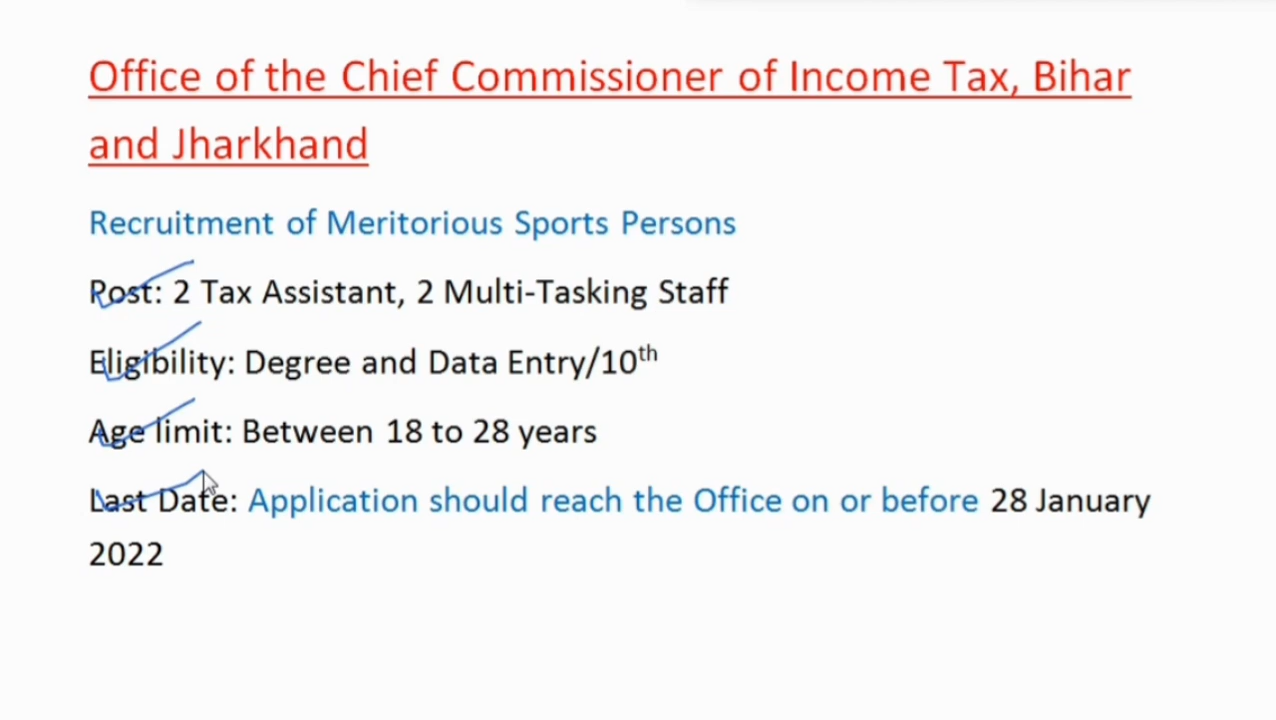 Office of the Chief Commissioner of Income Tax, Bihar
and Jharkhand
Recruitment of Meritorious Sports Persons
Post: 2 Tax Assistant, 2 Multi-Tasking Staff
Eligibility: Degree and Data Entry/10th
Age limit: Between 18 to 28 years
Last Date: Application should reach the Office on or before 28 January
2022